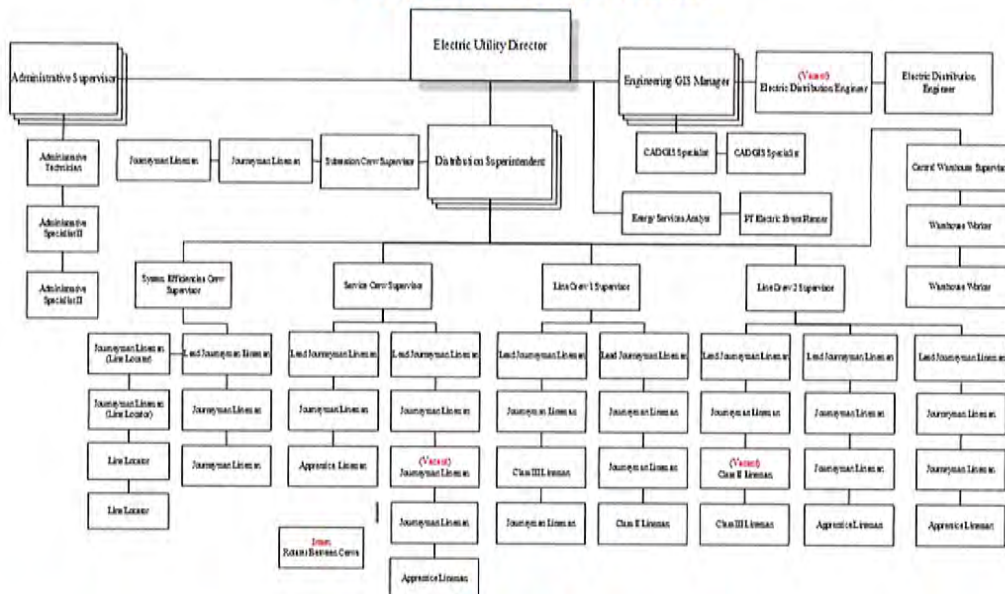 Electric Utility Director
Administrative Supervisor
Engineering GIS Manager
(Vacant)
Electric Distribution Engineer
Electric Distribution
Engineer
Administrative
Technician
Journeyman Lineman
Journeyman Lineman
Substation Crew Supervisor
Distribution Superintendent
CAD/GIS Specialist
CAD/GIS Specialist
Central Warehouse Supervisor
Administrative
Specialist II
Energy Services Analyst
PT Electric Event Planner
Warehouse Worker
Administrative
Specialist II
System Efficiencies Crew
Supervisor
Service Crew Supervisor
Line Crew 1 Supervisor
Line Crew 2 Supervisor
Warehouse Worker
Journeyman Lineman
(Line Locator)
Lead Journeyman Lineman
Lead Journeyman Lineman
Lead Journeyman Lineman
Lead Journeyman Lineman
Lead Journeyman Lineman
Lead Journeyman Lineman
Lead Journeyman Lineman
Lead Journeyman Lineman
Journeyman Lineman
(Line Locator)
Journeyman Lineman
Journeyman Lineman
Journeyman Lineman
Journeyman Lineman
Journeyman Lineman
Journeyman Lineman
Journeyman Lineman
Journeyman Lineman
Line Locator
Journeyman Lineman
Apprentice Lineman
(Vacant)
Journeyman Lineman
Class III Lineman
Journeyman Lineman
(Vacant)
Class II Lineman
Journeyman Lineman
Journeyman Lineman
Line Locator
Journeyman Lineman
Journeyman Lineman
Class II Lineman
Class III Lineman
Apprentice Lineman
Apprentice Lineman
Rotates Between Crews
Apprentice Lineman